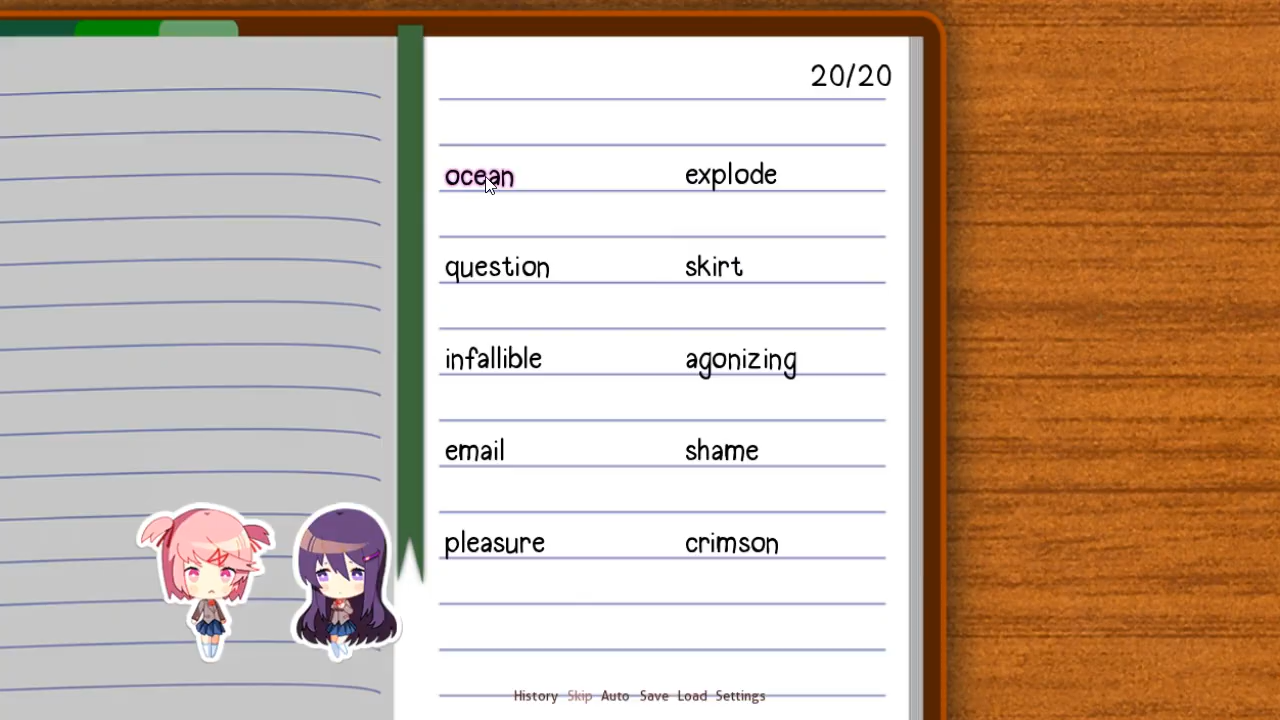 20/20
ocean explode
question skirt
infallible agonizing
email shame
pleasure crimson
History Skip Auto Save Load Settings